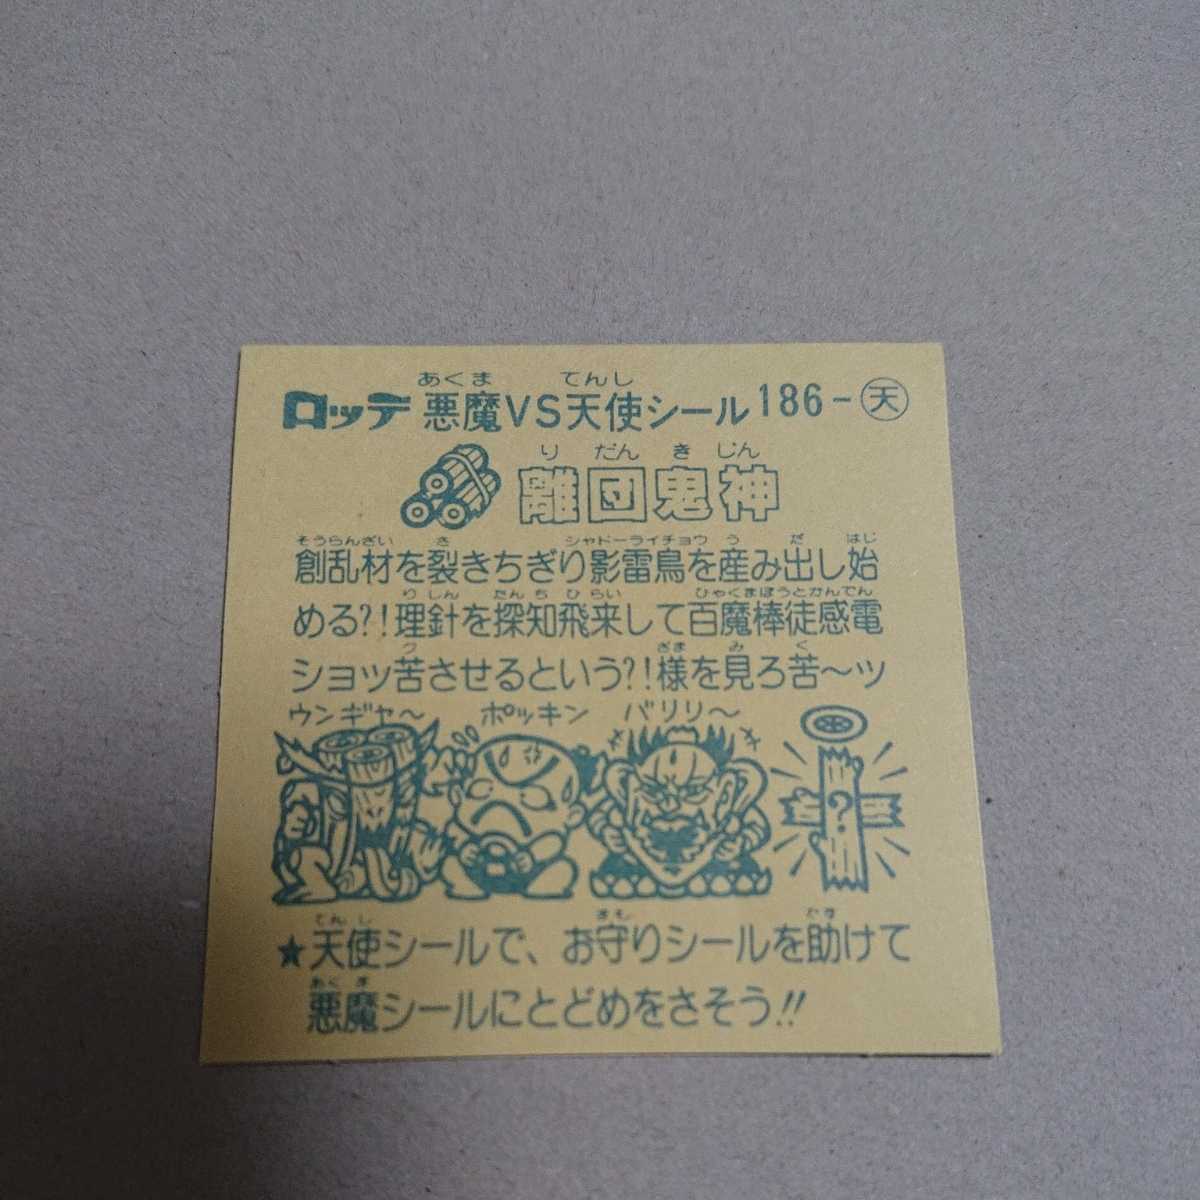 あくま てんし
ロッテ 悪魔VS天使シール 186-天
り だん き じん
離団鬼神
そうらんざい さ シャドーライチョウ う だ はじ
創乱材を裂きちぎり影雷鳥を産み出し始
りしん たんち ひらい ひゃくまぼうとかんでん
める?!理針を探知飛来して百魔棒徒感電
ク ざま み く
ショッ苦させるという?!様を見ろ苦〜ッ
ウンギャ〜 ポッキン バリリ〜
?
てんし まも たす
★天使シールで、お守りシールを助けて
あくま
悪魔シールにとどめをさそう!!